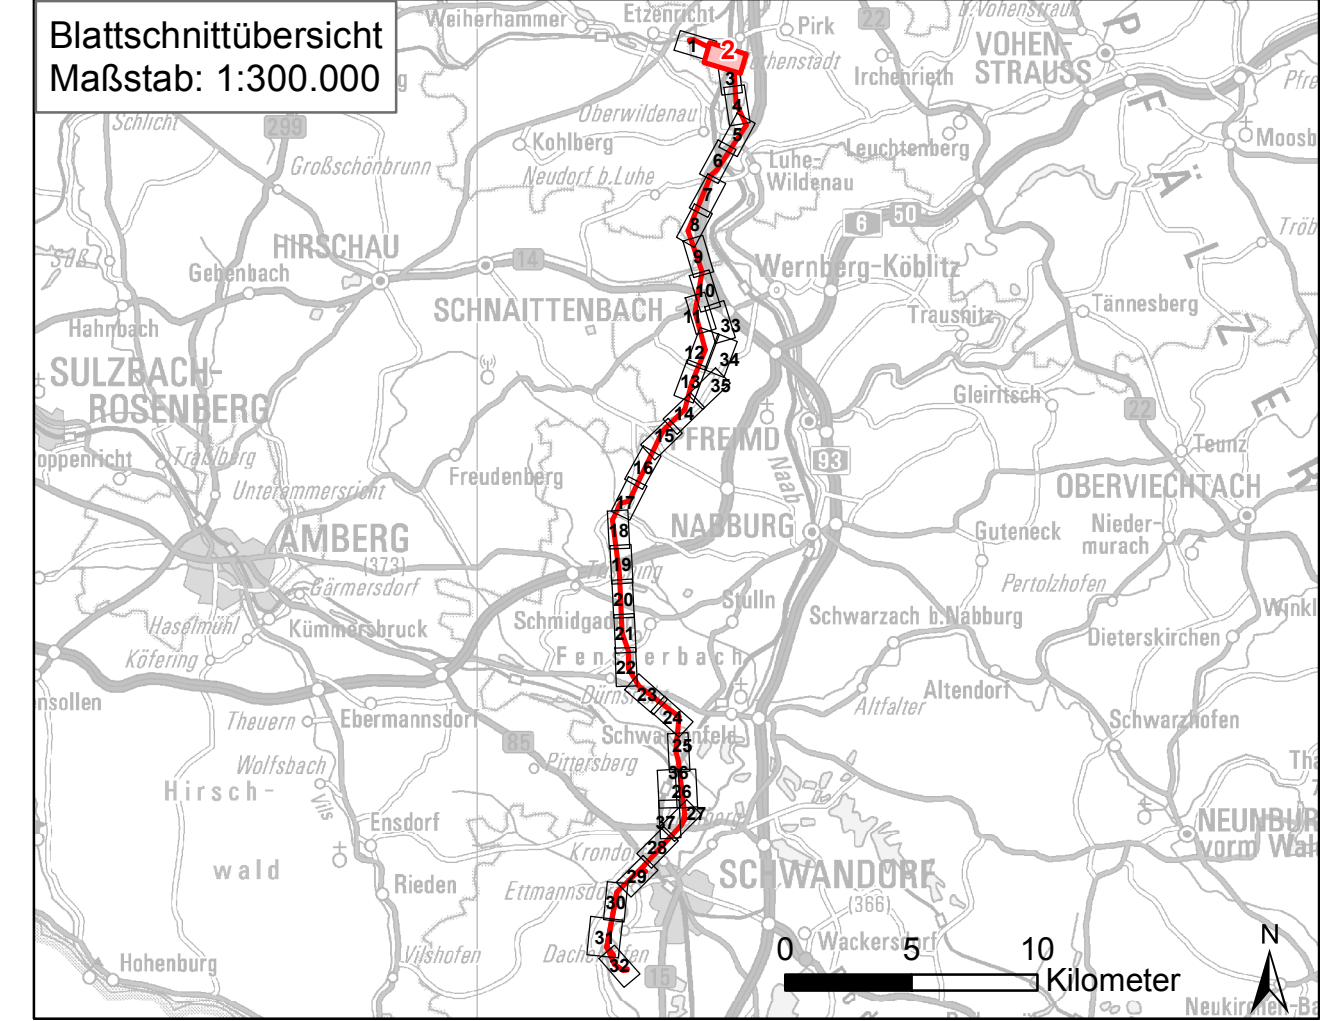 Blattschnittübersicht
Maßstab: 1:300.000
Weiherhammer
Etzenricht
Pirk
22
b.Vohenstrauß
VOHEN-
STRAUSS
1
2
3
Irchenrieth
4
Oberwildenau
5
Schlicht
299
Kohlberg
Großschönbrunn
Neudorf b.Luhe
6
Luhe-
Wildenau
Leuchtenberg
7
8
6
50
HIRSCHAU
Gebenbach
14
9
Wernberg-Köblitz
10
SCHNAITTENBACH
11
33
Tännesberg
Trausnitz
Hahnbach
12
34
SULZBACH-
ROSENBERG
13
35
Gleiritsch
22
14
15
PFREIMD
Teunz
93
Naab
16
Freudenberg
Traßlberg
Unterammersricht
OBERVIECHTACH
17
18
NABBURG
Guteneck
Nieder-
murach
AMBERG
(373)
19
Gärmersdorf
Pertolzhofen
20
Stulln
Schwarzach b.Nabburg
Haselmühl
Kümmersbruck
21
Dieterskirchen
Köfering
22
23
Altendorf
Altfalter
Theuern
Ebermannsdorf
24
Schwarzhofen
85
25
Pittersberg
Wolfsbach
36
Hirsch-
wald
Vils
26
27
37
Ensdorf
28
29
SCHWANDORF
(366)
Rieden
30
31
Wackersdorf
32
Vilshofen
Hohenburg
15
0 5 10
Kilometer
N
P F Ä L Z E R